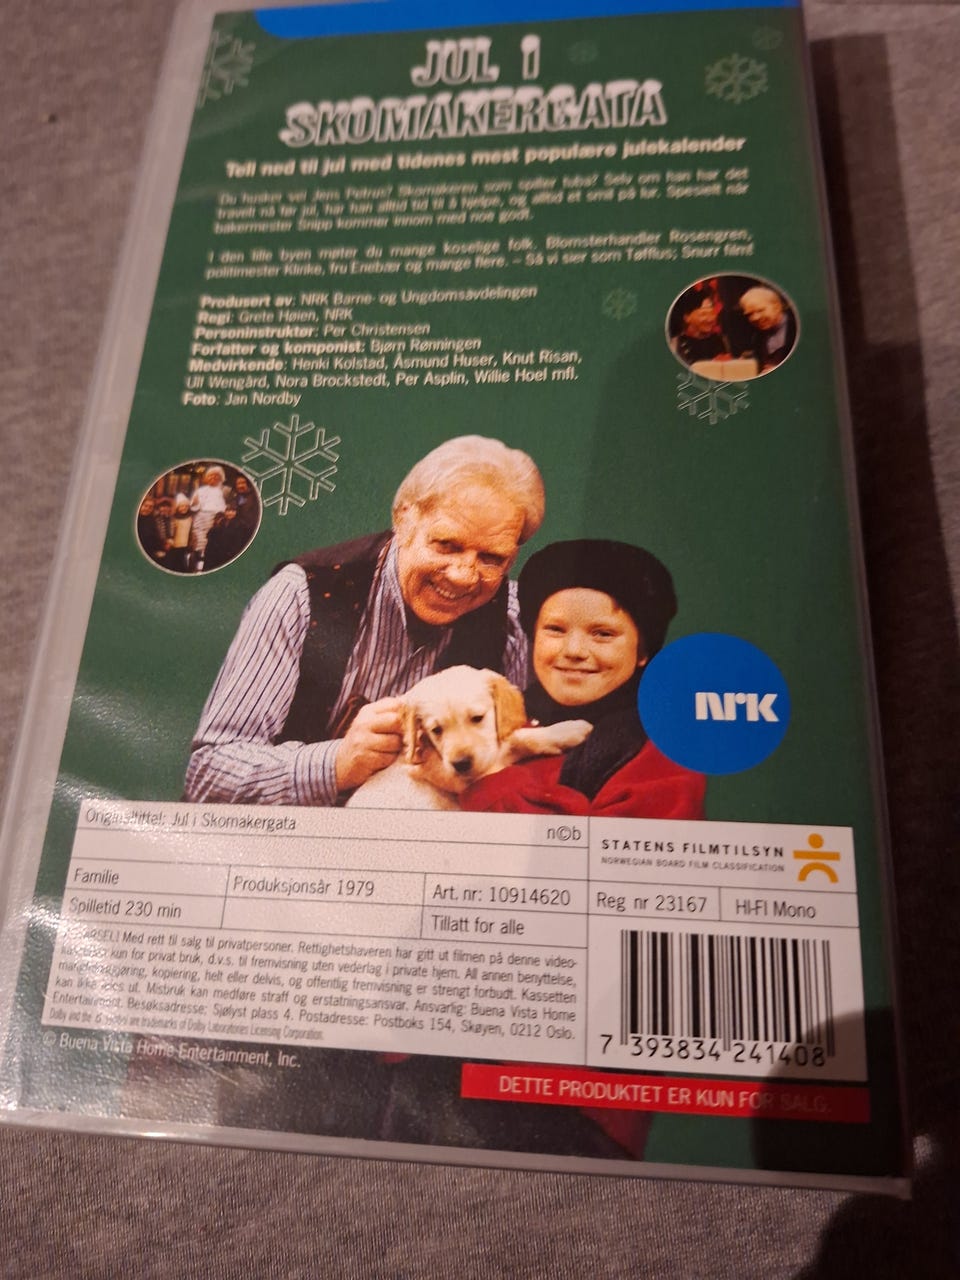 JUL I
SKOMAKERGATA
Tell ned til jul med tidenes mest populære julekalender
Du husker vel Jens Petrus? Skomakeren som spiller tuba! Selv om han har det
travelt nå før jul, har han alltid tid til å hjelpe, og alltid et smil på lur. Spesielt når
bakermester Snipp kommer innom med noe godt.
I den lille byen møter du mange koselige folk. Blomsterhandler Rosengren,
politimester Klinke, fru Enebær og mange flere. – Så vi sier som Tøfflus; Snurr film!
Produsert av: NRK Barne- og Ungdomsavdelingen
Regi: Grete Høien, NRK
Personinstruktør: Per Christensen
Forfatter og komponist: Bjørn Rønningen
Medvirkende: Henki Kolstad, Åsmund Huser, Knut Risan,
Ulf Wengård, Nora Brockstedt, Per Asplin, Willie Hoel mfl.
Foto: Jan Nordby
NRK
Originaltittel: Jul i Skomakergata
n©b
STATENS FILMTILSYN
NORWEGIAN BOARD FILM CLASSIFICATION
Familie
Produksjonsår 1979
Art. nr: 10914620
Reg nr 23167
HI-FI Mono
Spilletid 230 min
Tillatt for alle
Med rett til salg til privatpersoner. Rettighetshaveren har gitt ut filmen på denne video-
kun for privat bruk, d.v.s. til fremvisning uten vederlag i private hjem. All annen benyttelse,
kopiering, helt eller delvis, og offentlig fremvisning er strengt forbudt. Kassetten
kan ikke leies ut. Misbruk kan medføre straff og erstatningsansvar. Ansvarlig: Buena Vista Home
Entertainment. Besøksadresse: Sjølyst plass 4. Postadresse: Postboks 154, Skøyen, 0212 Oslo.
Dolby and the are trademarks of Dolby Laboratories Licensing Corporation.
7 393834 241408
© Buena Vista Home Entertainment, Inc.
DETTE PRODUKTET ER KUN FOR SALG.